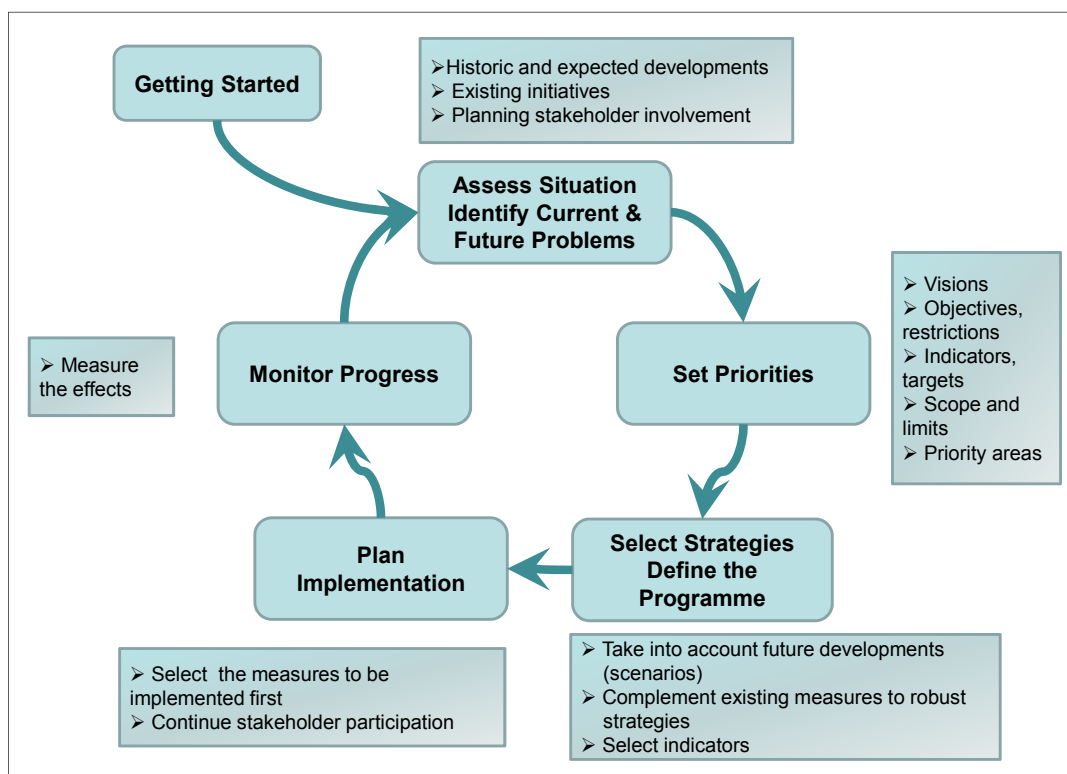 Getting Started
➢Historic and expected developments
➢ Existing initiatives
➢ Planning stakeholder involvement
Assess Situation
Identify Current &
Future Problems
➢ Visions
➢ Objectives,
restrictions
➢ Indicators,
targets
➢ Scope and
limits
➢ Priority areas
Set Priorities
Monitor Progress
➢ Measure
the effects
Select Strategies
Define the
Programme
Plan
Implementation
➢ Take into account future developments
(scenarios)
➢ Complement existing measures to robust
strategies
➢ Select indicators
➢ Select  the measures to be
implemented first
➢ Continue stakeholder participation